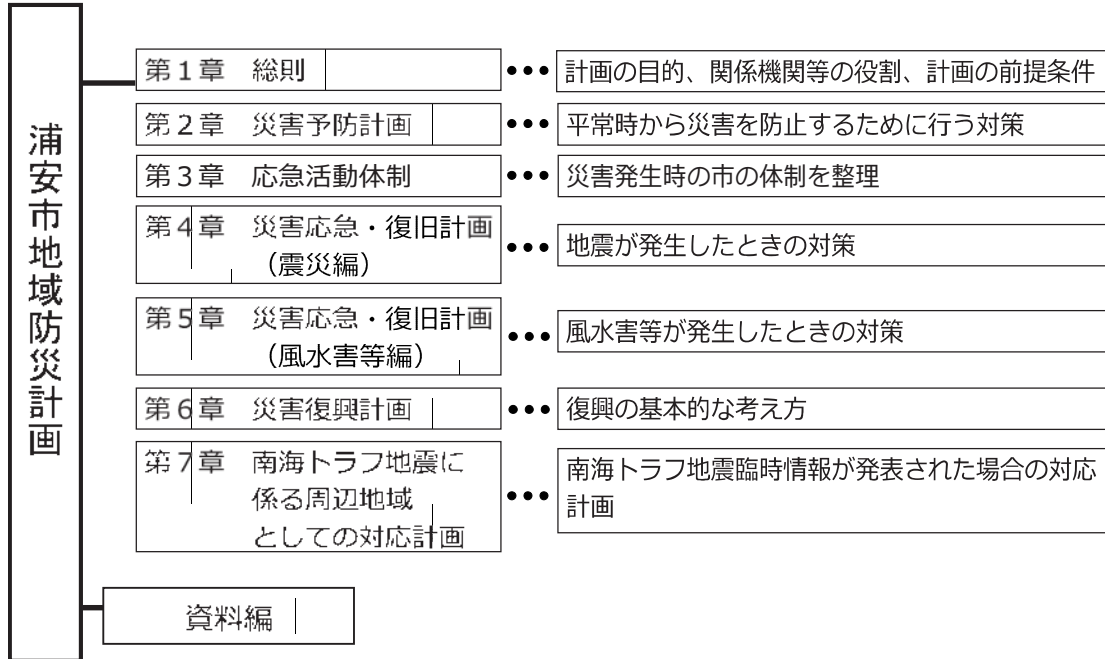 浦安市地域防災計画
第1章 総則 ••• 計画の目的、関係機関等の役割、計画の前提条件
第2章 災害予防計画 ••• 平常時から災害を防止するために行う対策
第3章 応急活動体制 ••• 災害発生時の市の体制を整理
第4章 災害応急・復旧計画
（震災編）
••• 地震が発生したときの対策
第5章 災害応急・復旧計画
（風水害等編）
••• 風水害等が発生したときの対策
第6章 災害復興計画 ••• 復興の基本的な考え方
第7章 南海トラフ地震に
係る周辺地域
としての対応計画
••• 南海トラフ地震臨時情報が発表された場合の対応
計画
資料編